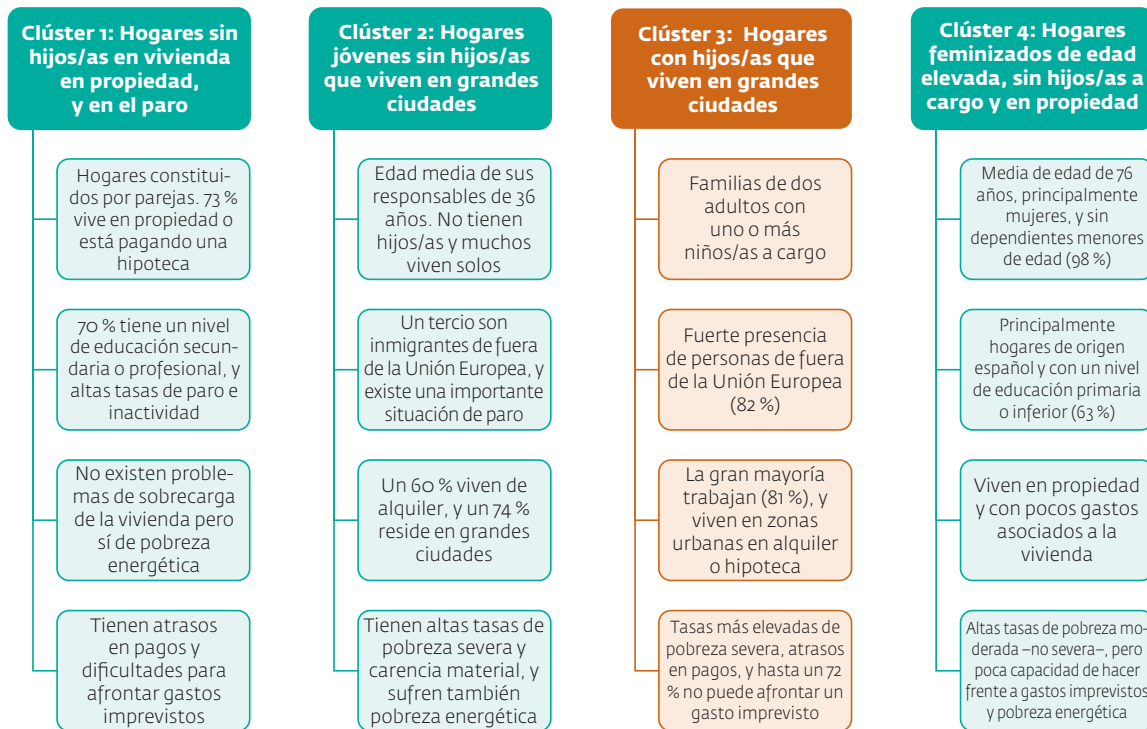 Clúster 1: Hogares sin
hijos/as en vivienda
en propiedad,
y en el paro
Hogares constitui-
dos por parejas. 73 %
vive en propiedad o
está pagando una
hipoteca
70 % tiene un nivel
de educación secun-
daria o profesional, y
altas tasas de paro e
inactividad
No existen proble-
mas de sobrecarga
de la vivienda pero
sí de pobreza
energética
Tienen atrasos
en pagos y
dificultades para
afrontar gastos
imprevistos
Clúster 2: Hogares
jóvenes sin hijos/as
que viven en grandes
ciudades
Edad media de sus
responsables de 36
años. No tienen
hijos/as y muchos
viven solos
Un tercio son
inmigrantes de fuera
de la Unión Europea, y
existe una importante
situación de paro
Un 60 % viven de
alquiler, y un 74 %
reside en grandes
ciudades
Tienen altas tasas de
pobreza severa y
carencia material, y
sufren también
pobreza energética
Clúster 3: Hogares
con hijos/as que
viven en grandes
ciudades
Familias de dos
adultos con
uno o más
niños/as a cargo
Fuerte presencia
de personas de fuera
de la Unión Europea
(82 %)
La gran mayoría
trabajan (81 %), y
viven en zonas
urbanas en alquiler
o hipoteca
Tasas más elevadas de
pobreza severa, atrasos
en pagos, y hasta un 72
% no puede afrontar un
gasto imprevisto
Clúster 4: Hogares
feminizados de edad
elevada, sin hijos/as a
cargo y en propiedad
Media de edad de 76
años, principalmente
mujeres, y sin
dependientes menores
de edad (98 %)
Principalmente
hogares de origen
español y con un nivel
de educación primaria
o inferior (63 %)
Viven en propiedad
y con pocos gastos
asociados a la
vivienda
Altas tasas de pobreza mo-
derada –no severa–, pero
poca capacidad de hacer
frente a gastos imprevistos
y pobreza energética